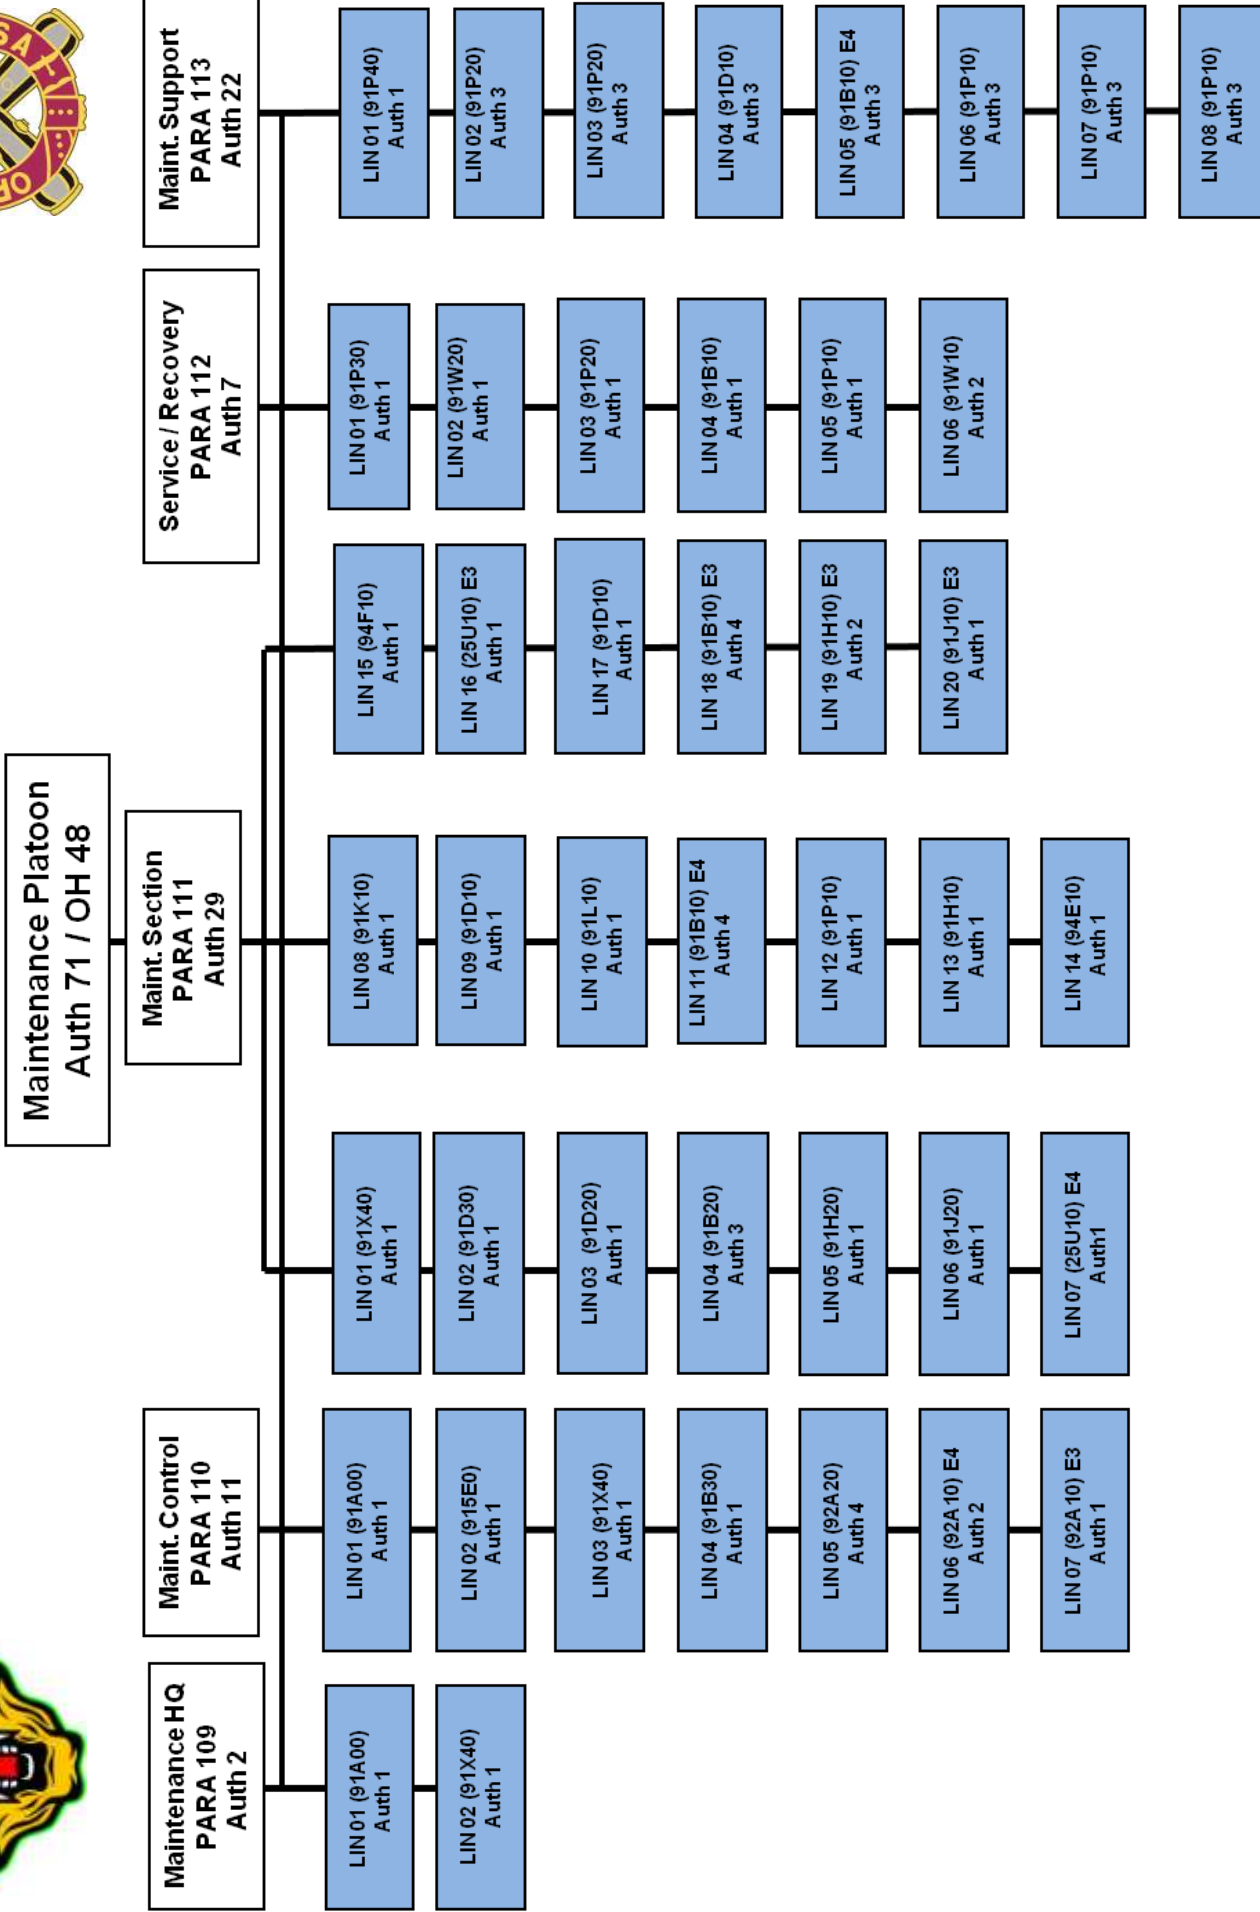 Maintenance Platoon
Auth 71 / OH 48
Maintenance HQ
PARA 109
Auth 2
LIN 01 (91A00)
Auth 1
LIN 02 (91X40)
Auth 1
Maint. Control
PARA 110
Auth 11
LIN 01 (91A00)
Auth 1
LIN 02 (915E0)
Auth 1
LIN 03 (91X40)
Auth 1
LIN 04 (91B30)
Auth 1
LIN 05 (92A20)
Auth 4
LIN 06 (92A10) E4
Auth 2
LIN 07 (92A10) E3
Auth 1
Maint. Section
PARA 111
Auth 29
LIN 01 (91X40)
Auth 1
LIN 02 (91D30)
Auth 1
LIN 03 (91D20)
Auth 1
LIN 04 (91B20)
Auth 3
LIN 05 (91H20)
Auth 1
LIN 06 (91J20)
Auth 1
LIN 07 (25U10) E4
Auth1
LIN 08 (91K10)
Auth 1
LIN 09 (91D10)
Auth 1
LIN 10 (91L10)
Auth 1
LIN 11 (91B10) E4
Auth 4
LIN 12 (91P10)
Auth 1
LIN 13 (91H10)
Auth 1
LIN 14 (94E10)
Auth 1
LIN 15 (94F10)
Auth 1
LIN 16 (25U10) E3
Auth 1
LIN 17 (91D10)
Auth 1
LIN 18 (91B10) E3
Auth 4
LIN 19 (91H10) E3
Auth 2
LIN 20 (91J10) E3
Auth 1
Service / Recovery
PARA 112
Auth 7
LIN 01 (91P30)
Auth 1
LIN 02 (91W20)
Auth 1
LIN 03 (91P20)
Auth 1
LIN 04 (91B10)
Auth 1
LIN 05 (91P10)
Auth 1
LIN 06 (91W10)
Auth 2
Maint. Support
PARA 113
Auth 22
LIN 01 (91P40)
Auth 1
LIN 02 (91P20)
Auth 3
LIN 03 (91P20)
Auth 3
LIN 04 (91D10)
Auth 3
LIN 05 (91B10) E4
Auth 3
LIN 06 (91P10)
Auth 3
LIN 07 (91P10)
Auth 3
LIN 08 (91P10)
Auth 3